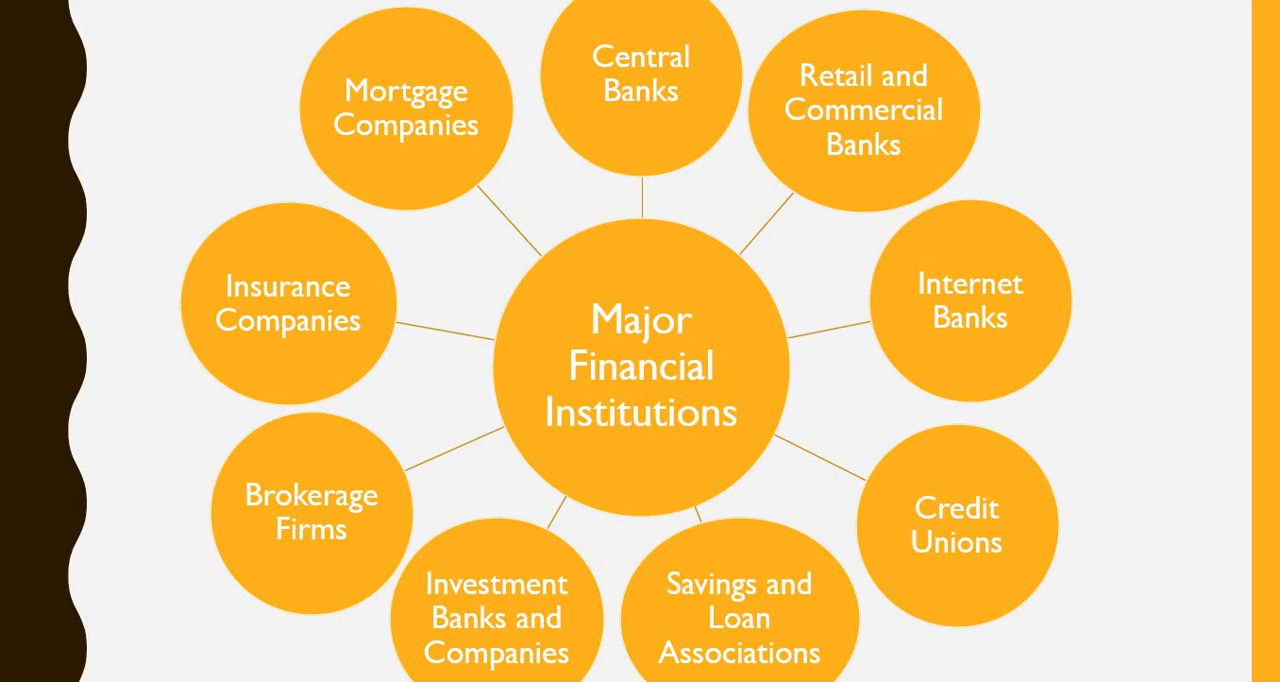 Central
Banks
Retail and
Commercial
Banks
Internet
Banks
Credit
Unions
Savings and
Loan
Associations
Investment
Banks and
Companies
Brokerage
Firms
Insurance
Companies
Mortgage
Companies
Major
Financial
Institutions